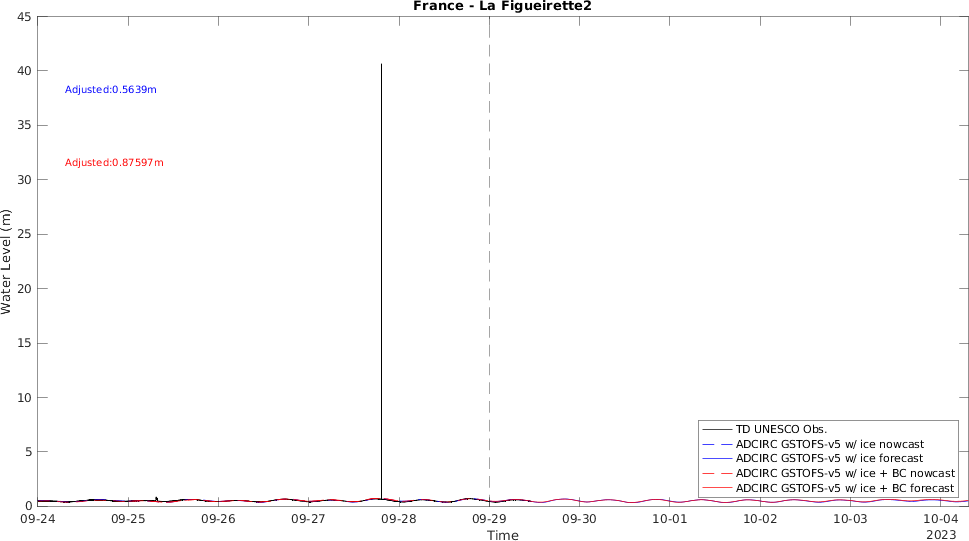 France - La Figueirette2
45
40
35
30
25
20
15
10
5
0
Water Level (m)
Adjusted:0.5639m
Adjusted:0.87597m
TD UNESCO Obs.
ADCIRC GSTOFS-v5 w/ ice nowcast
ADCIRC GSTOFS-v5 w/ ice forecast
ADCIRC GSTOFS-v5 w/ ice + BC nowcast
ADCIRC GSTOFS-v5 w/ ice + BC forecast
09-24 09-25 09-26 09-27 09-28 09-29 09-30 10-01 10-02 10-03 10-04
Time
2023